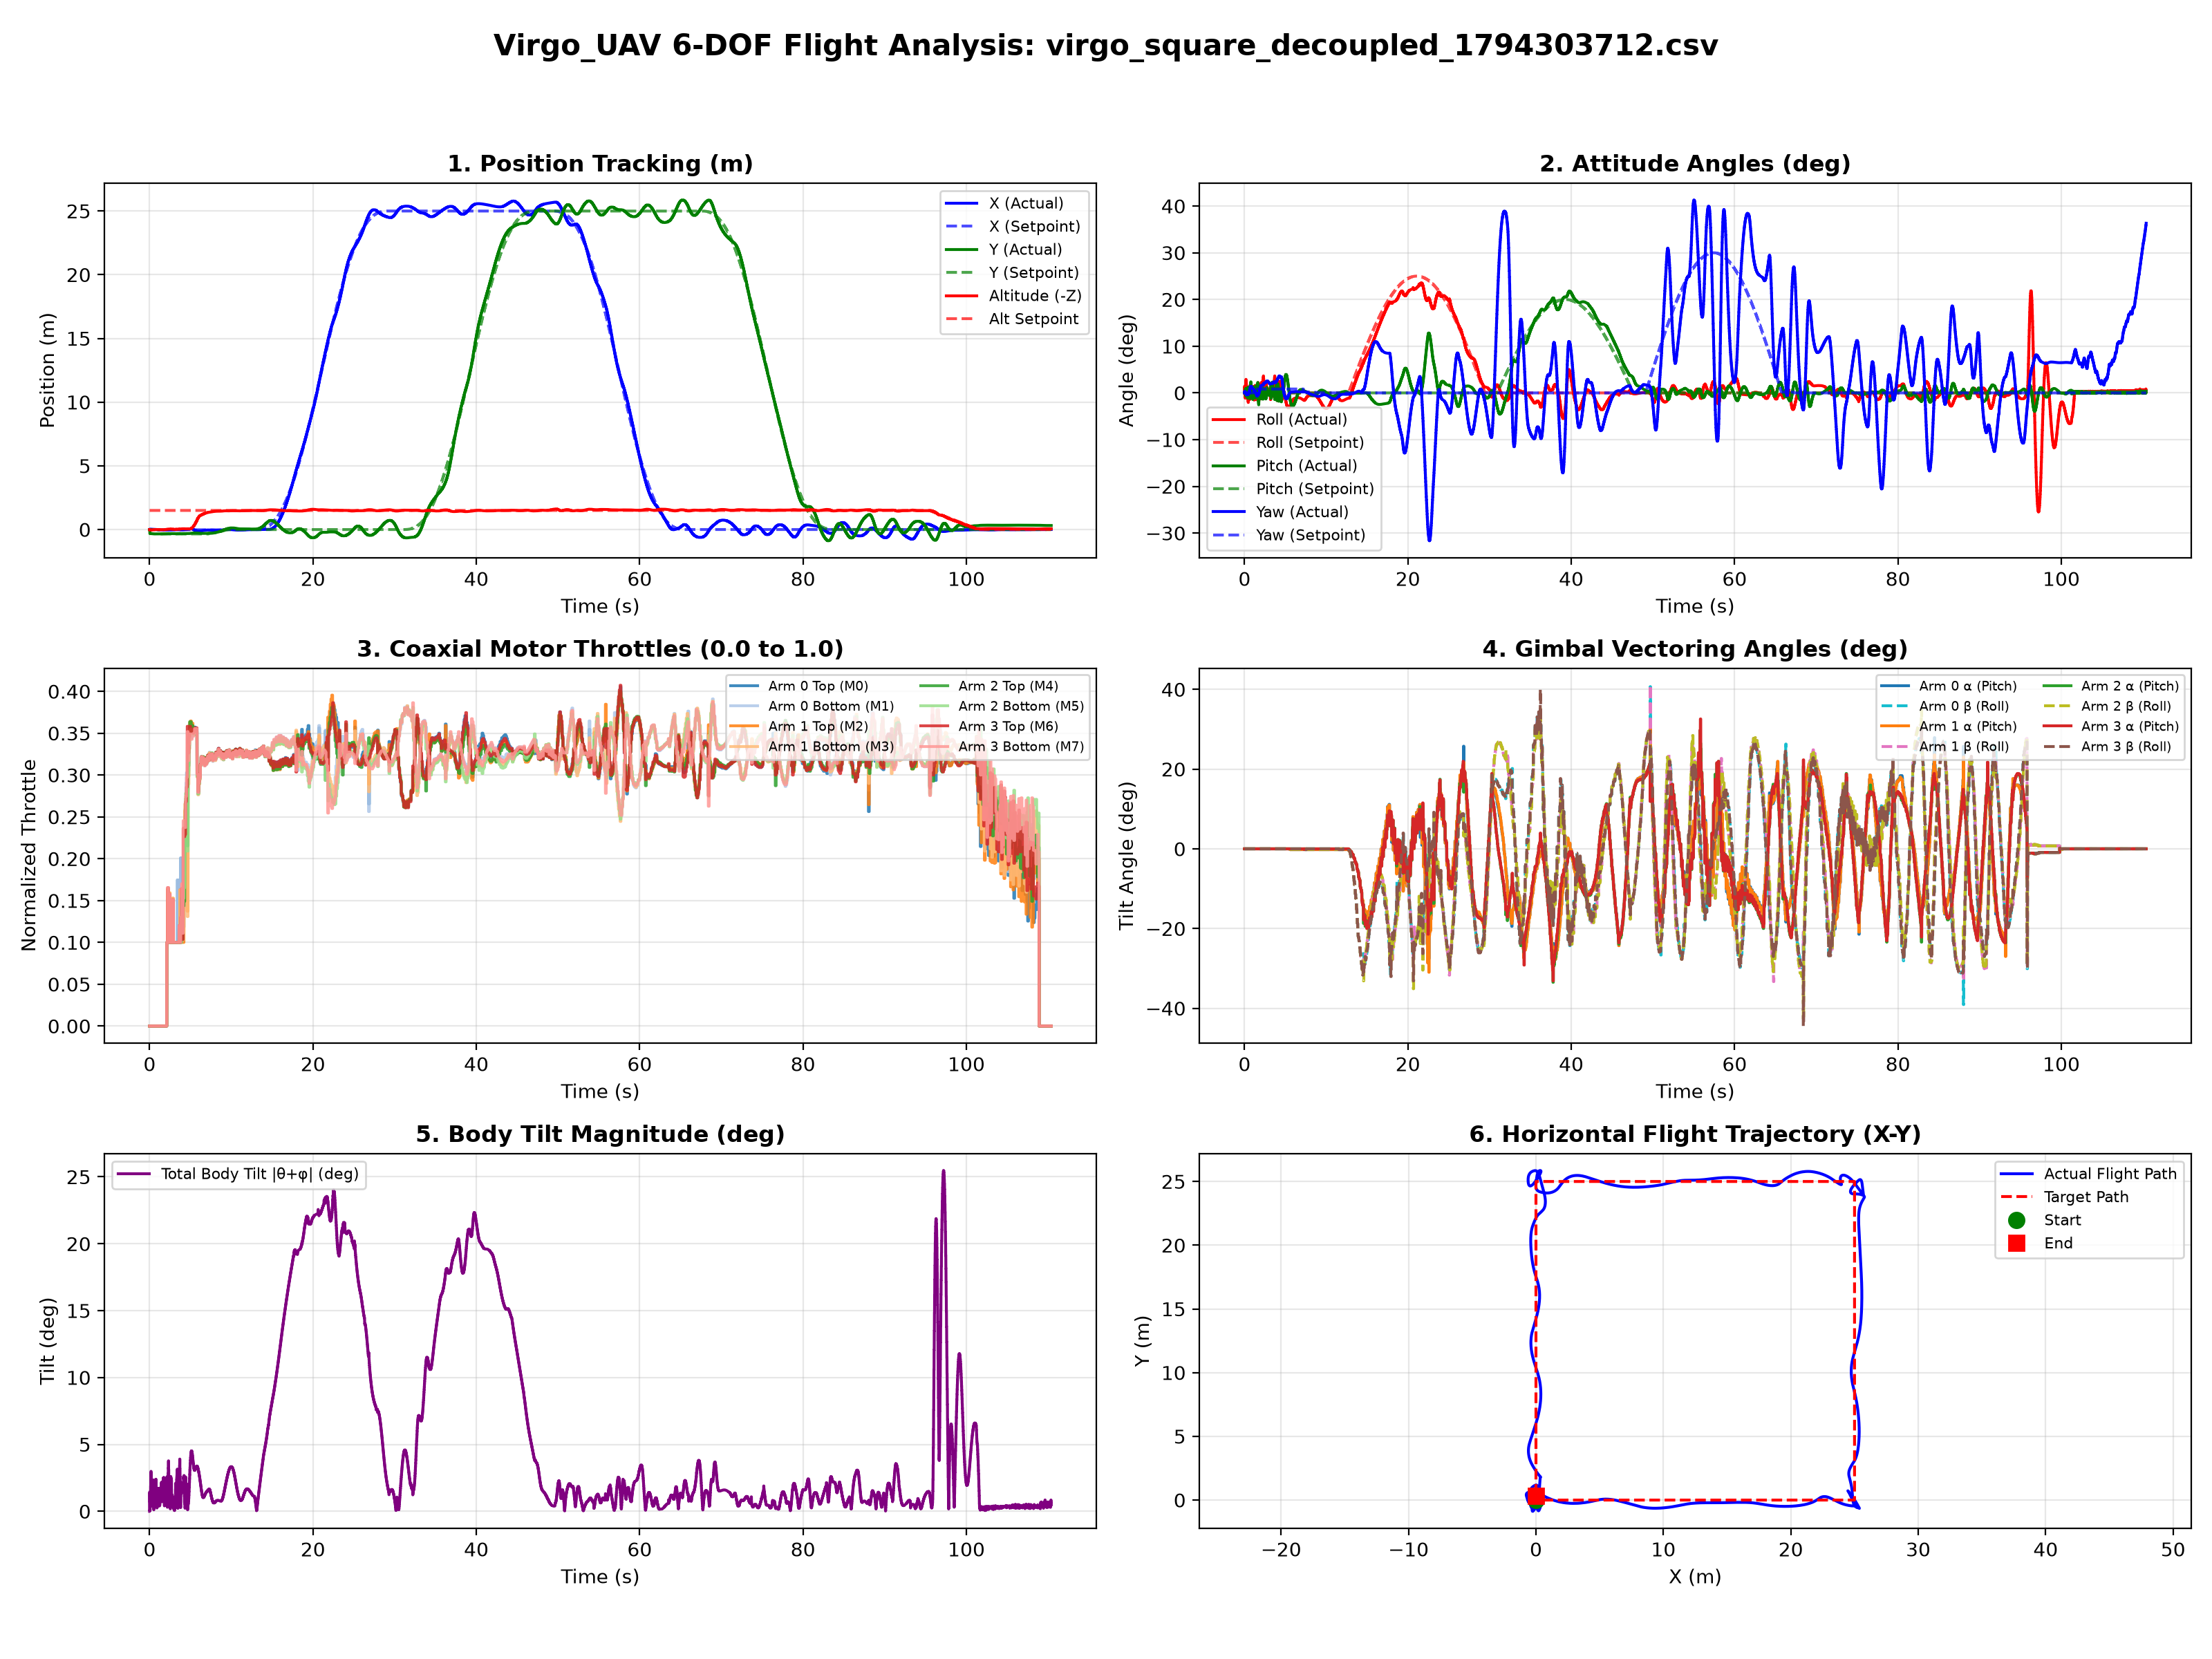 Virgo_UAV 6-DOF Flight Analysis: virgo_square_decoupled_1794303712.csv
1. Position Tracking (m)
Position (m)
25
20
15
10
5
0
0
20
40
60
80
100
Time (s)
X (Actual)
X (Setpoint)
Y (Actual)
Y (Setpoint)
Altitude (-Z)
Alt Setpoint
2. Attitude Angles (deg)
Angle (deg)
40
30
20
10
0
−10
−20
−30
0
20
40
60
80
100
Time (s)
Roll (Actual)
Roll (Setpoint)
Pitch (Actual)
Pitch (Setpoint)
Yaw (Actual)
Yaw (Setpoint)
3. Coaxial Motor Throttles (0.0 to 1.0)
Normalized Throttle
0.40
0.35
0.30
0.25
0.20
0.15
0.10
0.05
0.00
0
20
40
60
80
100
Time (s)
Arm 0 Top (M0)
Arm 0 Bottom (M1)
Arm 1 Top (M2)
Arm 1 Bottom (M3)
Arm 2 Top (M4)
Arm 2 Bottom (M5)
Arm 3 Top (M6)
Arm 3 Bottom (M7)
4. Gimbal Vectoring Angles (deg)
Tilt Angle (deg)
40
20
0
−20
−40
0
20
40
60
80
100
Time (s)
Arm 0 α (Pitch)
Arm 0 β (Roll)
Arm 1 α (Pitch)
Arm 1 β (Roll)
Arm 2 α (Pitch)
Arm 2 β (Roll)
Arm 3 α (Pitch)
Arm 3 β (Roll)
5. Body Tilt Magnitude (deg)
Tilt (deg)
25
20
15
10
5
0
0
20
40
60
80
100
Time (s)
Total Body Tilt |θ+φ| (deg)
6. Horizontal Flight Trajectory (X-Y)
Y (m)
25
20
15
10
5
0
−20
−10
0
10
20
30
40
50
X (m)
Actual Flight Path
Target Path
Start
End